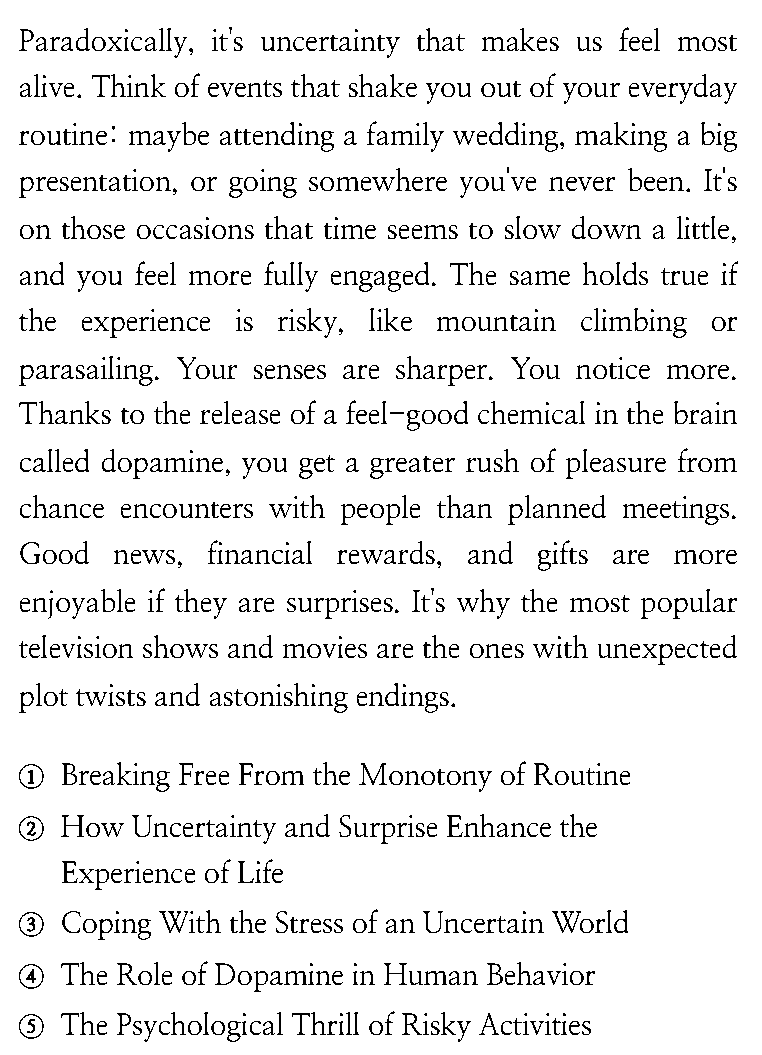 Paradoxically, it's uncertainty that makes us feel most
alive. Think of events that shake you out of your everyday
routine: maybe attending a family wedding, making a big
presentation, or going somewhere you've never been. It's
on those occasions that time seems to slow down a little,
and you feel more fully engaged. The same holds true if
the experience is risky, like mountain climbing or
parasailing. Your senses are sharper. You notice more.
Thanks to the release of a feel-good chemical in the brain
called dopamine, you get a greater rush of pleasure from
chance encounters with people than planned meetings.
Good news, financial rewards, and gifts are more
enjoyable if they are surprises. It's why the most popular
television shows and movies are the ones with unexpected
plot twists and astonishing endings.
① Breaking Free From the Monotony of Routine
② How Uncertainty and Surprise Enhance the
Experience of Life
③ Coping With the Stress of an Uncertain World
④ The Role of Dopamine in Human Behavior
⑤ The Psychological Thrill of Risky Activities